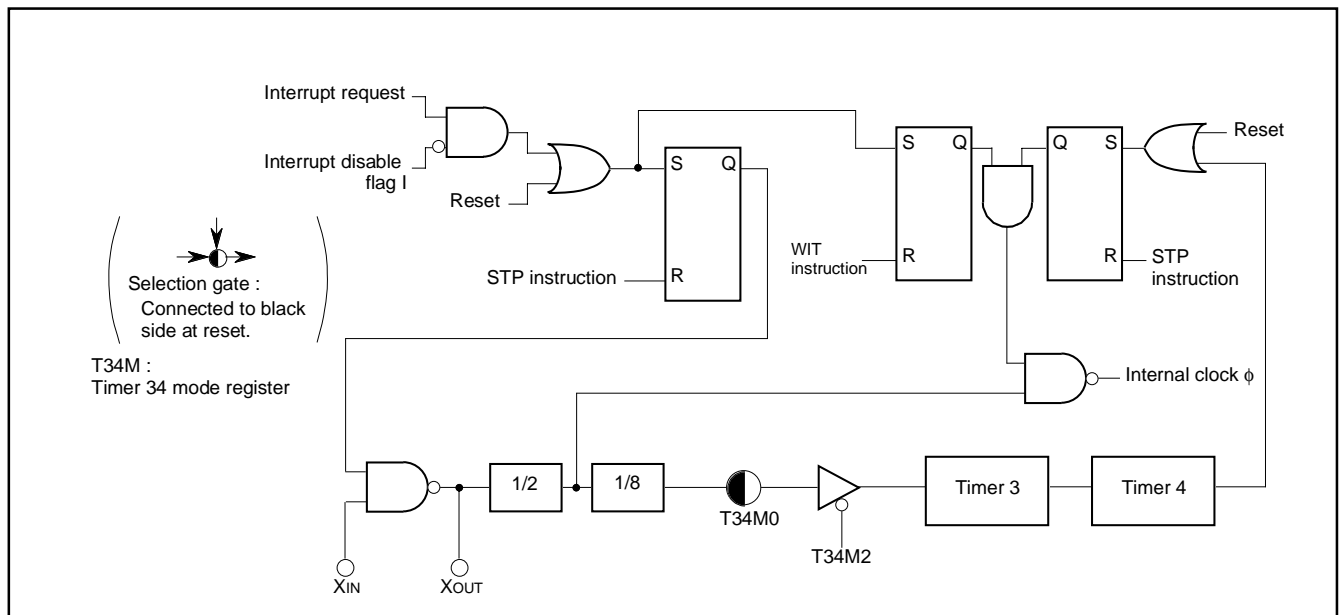 Interrupt request
Interrupt disable
flag I
Reset
S
Q
R
STP instruction
S
Q
R
WIT
instruction
Q
S
R
Reset
STP
instruction
Selection gate :
Connected to black
side at reset.
T34M :
Timer 34 mode register
Internal clock ϕ
1/2
1/8
T34M0
T34M2
Timer 3
Timer 4
XIN
XOUT